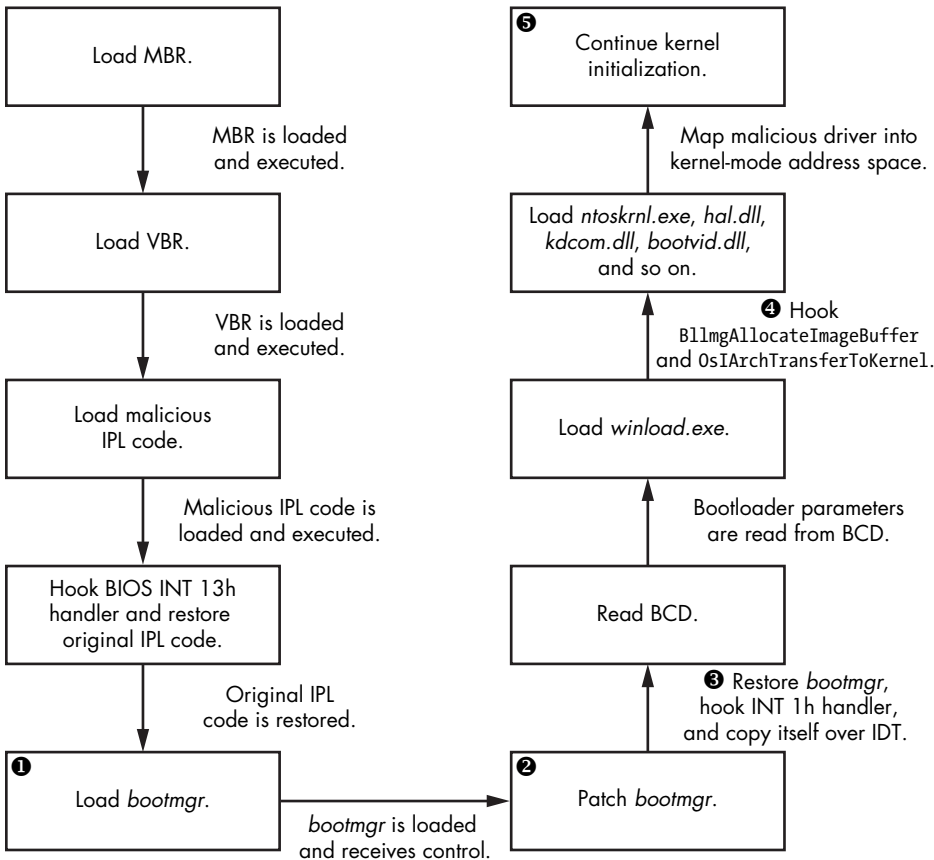 Load MBR.
MBR is loaded
and executed.
Load VBR.
VBR is loaded
and executed.
Load malicious
IPL code.
Malicious IPL code is
loaded and executed.
Hook BIOS INT 13h
handler and restore
original IPL code.
Original IPL
code is restored.
❶
Load bootmgr.
bootmgr is loaded
and receives control.
❷
Patch bootmgr.
❸ Restore bootmgr,
hook INT 1h handler,
and copy itself over IDT.
Read BCD.
Bootloader parameters
are read from BCD.
Load winload.exe.
❹ Hook
BllmgAllocateImageBuffer
and OsIArchTransferToKernel.
Load ntoskrnl.exe, hal.dll,
kdcom.dll, bootvid.dll,
and so on.
Map malicious driver into
kernel-mode address space.
❺
Continue kernel
initialization.